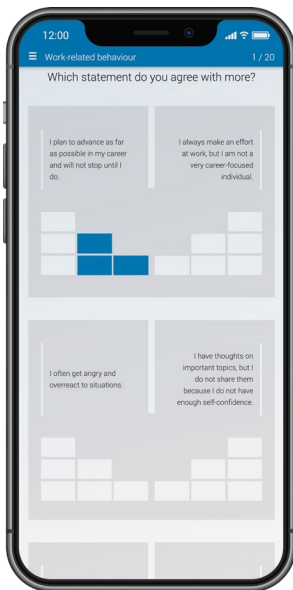 12:00
Work-related behaviour 1 / 20
Which statement do you agree with more?
I plan to advance as far
as possible in my career
and will not stop until I
do.
I always make an effort
at work, but I am not a
very career-focused
individual.
I often get angry and
overreact to situations.
I have thoughts on
important topics, but I
do not share them
because I do not have
enough self-confidence.